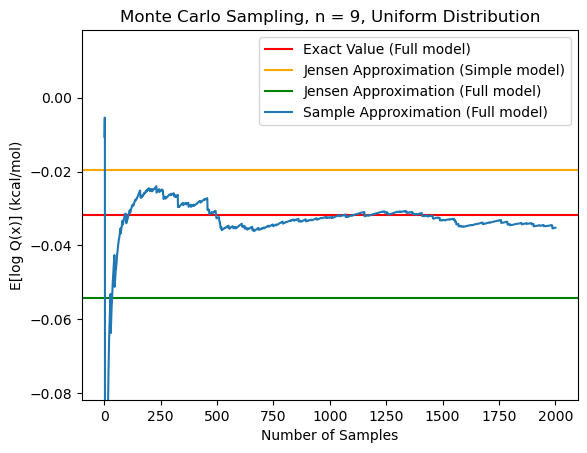 Monte Carlo Sampling, n = 9, Uniform Distribution
Exact Value (Full model)
Jensen Approximation (Simple model)
Jensen Approximation (Full model)
Sample Approximation (Full model)
E[log Q(x)] (kcal/mol)
0.00
−0.02
−0.04
−0.06
−0.08
0 250 500 750 1000 1250 1500 1750 2000
Number of Samples